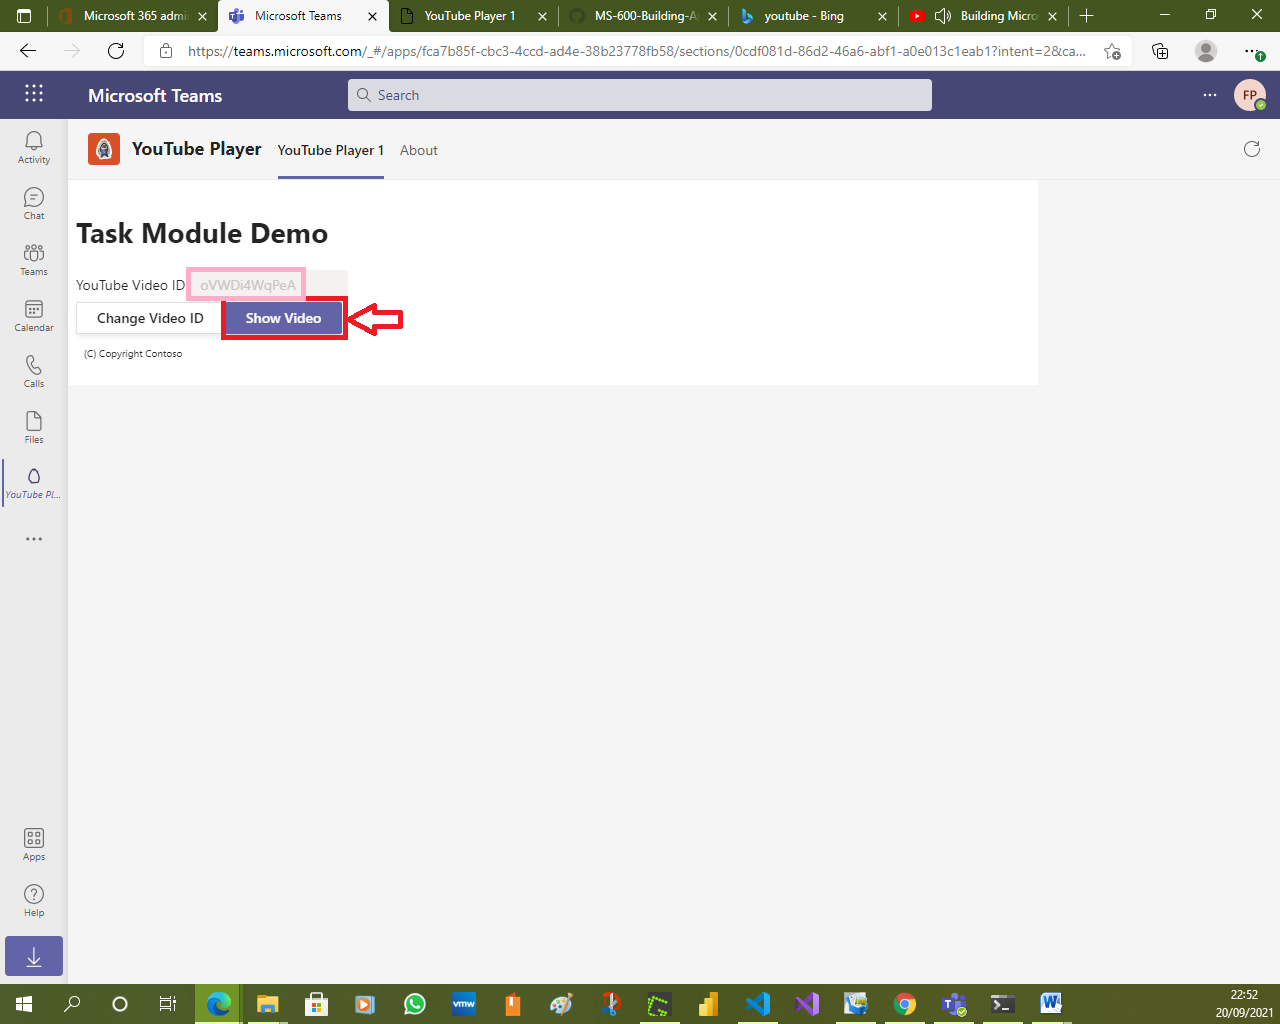 Microsoft 365 admi
Microsoft Teams
YouTube Player 1
MS-600-Building-A
youtube - Bing
Building Micro
https://teams.microsoft.com/_#/apps/fca7b85f-cbc3-4ccd-ad4e-38b23778fb58/sections/0cdf081d-86d2-46a6-abf1-a0e013c1eab1?intent=2&ca...
Microsoft Teams
Search
FP
Activity
Chat
Teams
Calendar
Calls
Files
YouTube Pl...
Apps
Help
YouTube Player
YouTube Player 1
About
Task Module Demo
YouTube Video ID oVWDi4WqPeA
Change Video ID
Show Video
(C) Copyright Contoso
vmw
22:52
20/09/2021